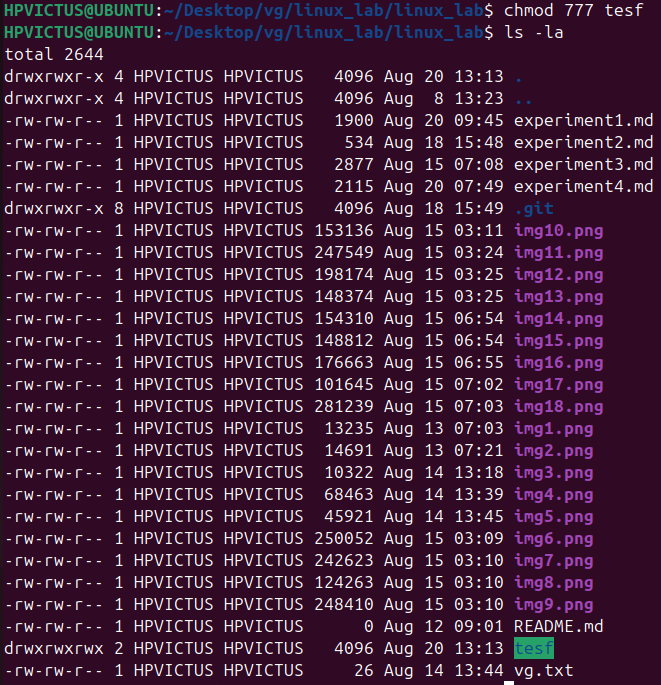 HPVICTUS@UBUNTU:~/Desktop/vg/linux_lab/linux_lab$ chmod 777 tesf
HPVICTUS@UBUNTU:~/Desktop/vg/linux_lab/linux_lab$ ls -la
total 2644
drwxrwxr-x 4 HPVICTUS HPVICTUS   4096 Aug 20 13:13 .
drwxrwxr-x 4 HPVICTUS HPVICTUS   4096 Aug  8 13:23 ..
-rw-rw-r-- 1 HPVICTUS HPVICTUS   1900 Aug 20 09:45 experiment1.md
-rw-rw-r-- 1 HPVICTUS HPVICTUS    534 Aug 18 15:48 experiment2.md
-rw-rw-r-- 1 HPVICTUS HPVICTUS   2877 Aug 15 07:08 experiment3.md
-rw-rw-r-- 1 HPVICTUS HPVICTUS   2115 Aug 20 07:49 experiment4.md
drwxrwxr-x 8 HPVICTUS HPVICTUS   4096 Aug 18 15:49 .git
-rw-rw-r-- 1 HPVICTUS HPVICTUS 153136 Aug 15 03:11 img10.png
-rw-rw-r-- 1 HPVICTUS HPVICTUS 247549 Aug 15 03:24 img11.png
-rw-rw-r-- 1 HPVICTUS HPVICTUS 198174 Aug 15 03:25 img12.png
-rw-rw-r-- 1 HPVICTUS HPVICTUS 148374 Aug 15 03:25 img13.png
-rw-rw-r-- 1 HPVICTUS HPVICTUS 154310 Aug 15 06:54 img14.png
-rw-rw-r-- 1 HPVICTUS HPVICTUS 148812 Aug 15 06:54 img15.png
-rw-rw-r-- 1 HPVICTUS HPVICTUS 176663 Aug 15 06:55 img16.png
-rw-rw-r-- 1 HPVICTUS HPVICTUS 101645 Aug 15 07:02 img17.png
-rw-rw-r-- 1 HPVICTUS HPVICTUS 281239 Aug 15 07:03 img18.png
-rw-rw-r-- 1 HPVICTUS HPVICTUS  13235 Aug 13 07:03 img1.png
-rw-rw-r-- 1 HPVICTUS HPVICTUS  14691 Aug 13 07:21 img2.png
-rw-rw-r-- 1 HPVICTUS HPVICTUS  10322 Aug 14 13:18 img3.png
-rw-rw-r-- 1 HPVICTUS HPVICTUS  68463 Aug 14 13:39 img4.png
-rw-rw-r-- 1 HPVICTUS HPVICTUS  45921 Aug 14 13:45 img5.png
-rw-rw-r-- 1 HPVICTUS HPVICTUS 250052 Aug 15 03:09 img6.png
-rw-rw-r-- 1 HPVICTUS HPVICTUS 242623 Aug 15 03:10 img7.png
-rw-rw-r-- 1 HPVICTUS HPVICTUS 124263 Aug 15 03:10 img8.png
-rw-rw-r-- 1 HPVICTUS HPVICTUS 248410 Aug 15 03:10 img9.png
-rw-rw-r-- 1 HPVICTUS HPVICTUS      0 Aug 12 09:01 README.md
drwxrwxrwx 2 HPVICTUS HPVICTUS   4096 Aug 20 13:13 tesf
-rw-rw-r-- 1 HPVICTUS HPVICTUS     26 Aug 14 13:44 vg.txt